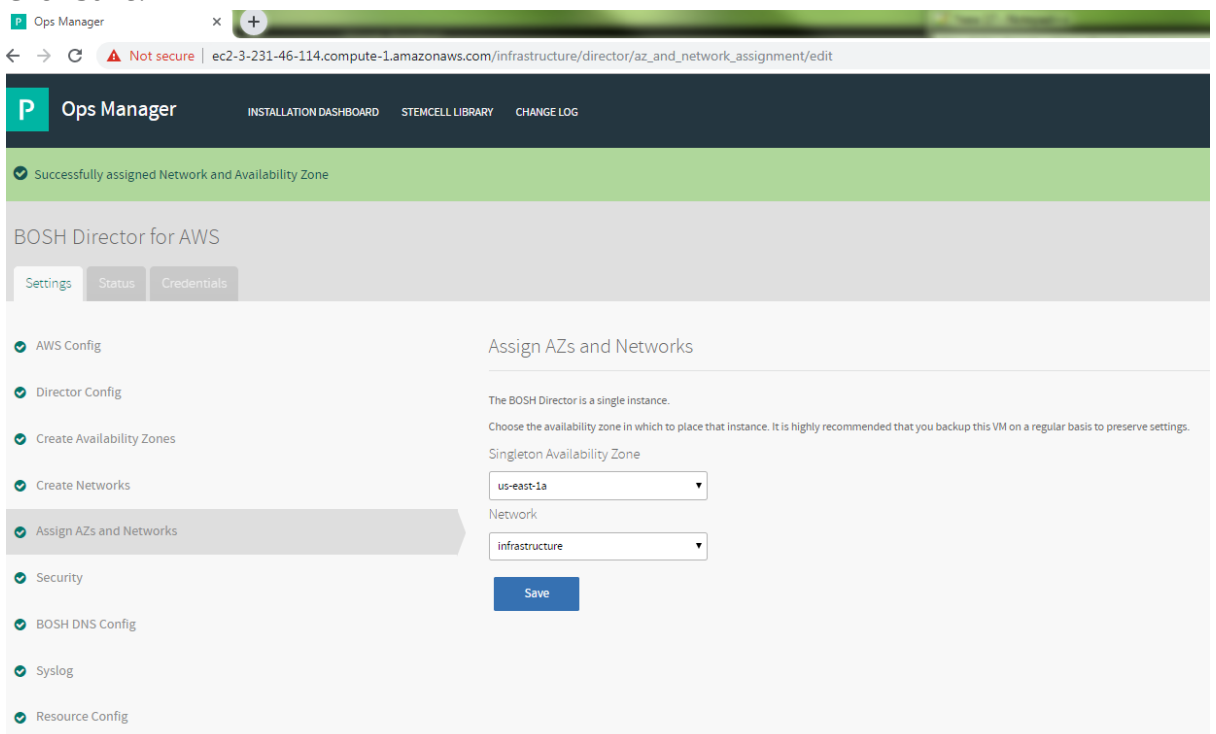 Ops Manager
Not secure | ec2-3-231-46-114.compute-1.amazonaws.com/infrastructure/director/az_and_network_assignment/edit
P Ops Manager INSTALLATION DASHBOARD STEMCELL LIBRARY CHANGE LOG
Successfully assigned Network and Availability Zone
BOSH Director for AWS
Settings Status Credentials
AWS Config
Director Config
Create Availability Zones
Create Networks
Assign AZs and Networks
Security
BOSH DNS Config
Syslog
Resource Config
Assign AZs and Networks
The BOSH Director is a single instance.
Choose the availability zone in which to place that instance. It is highly recommended that you backup this VM on a regular basis to preserve settings.
Singleton Availability Zone
us-east-1a
Network
infrastructure
Save